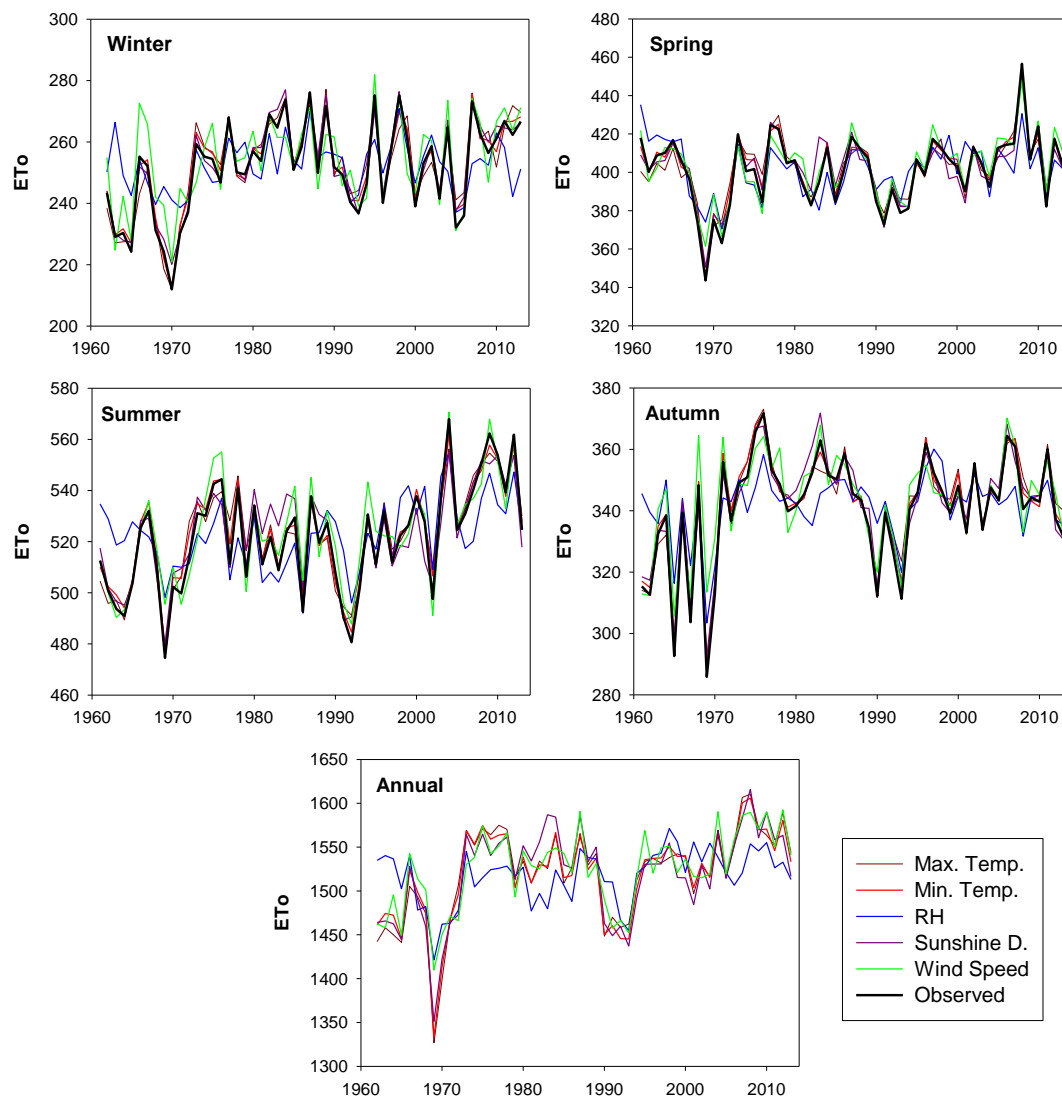 Winter
ETo
300
280
260
240
220
200
1960 1970 1980 1990 2000 2010
Spring
ETo
480
460
440
420
400
380
360
340
320
1960 1970 1980 1990 2000 2010
Summer
ETo
580
560
540
520
500
480
460
1960 1970 1980 1990 2000 2010
Autumn
ETo
380
360
340
320
300
280
1960 1970 1980 1990 2000 2010
Annual
ETo
1650
1600
1550
1500
1450
1400
1350
1300
1960 1970 1980 1990 2000 2010
Max. Temp.
Min. Temp.
RH
Sunshine D.
Wind Speed
Observed